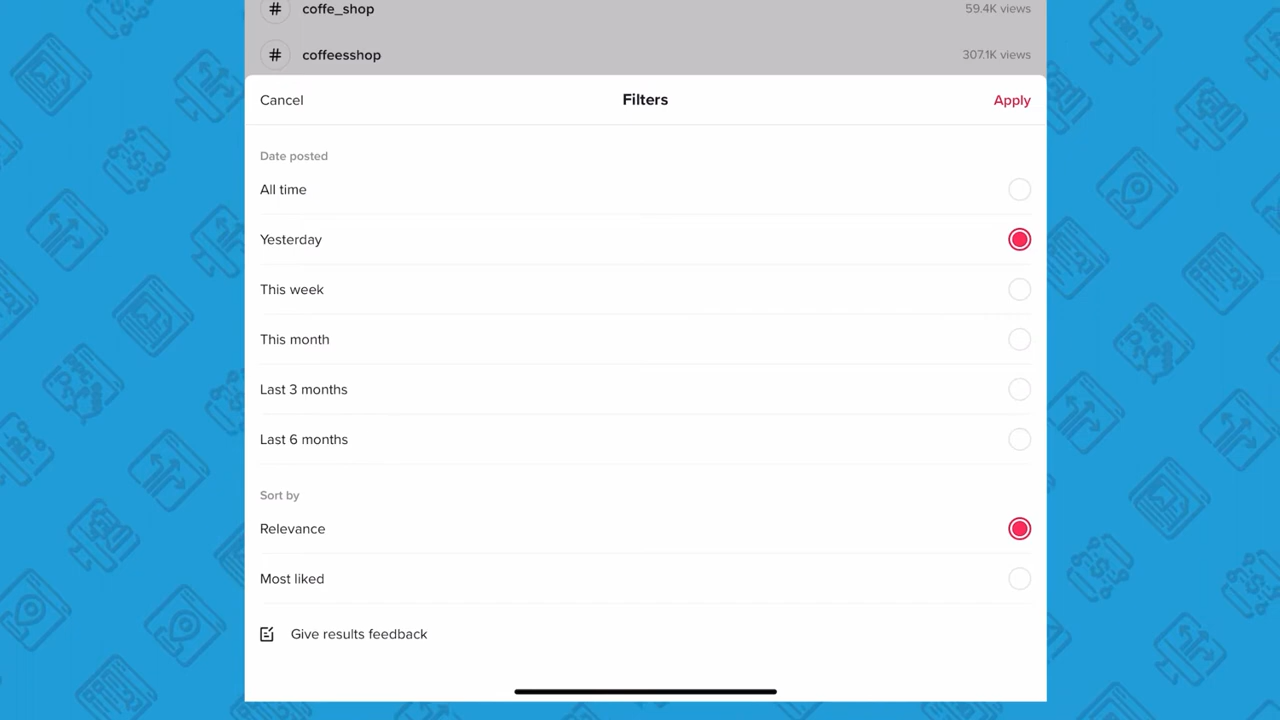 # coffe_shop 59.4K views
# coffeesshop 307.1K views
Cancel Filters Apply
Date posted
All time
Yesterday
This week
This month
Last 3 months
Last 6 months
Sort by
Relevance
Most liked
Give results feedback